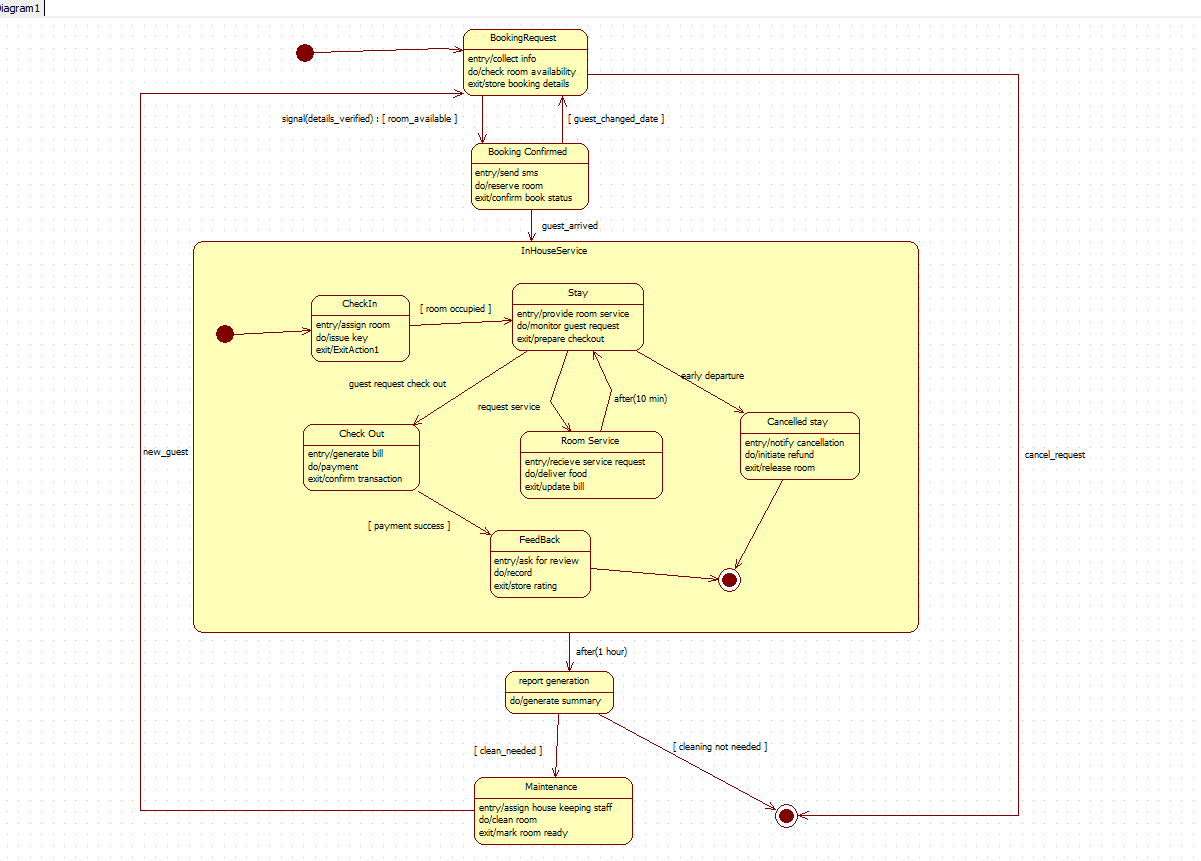 iagram1
BookingRequest
entry/collect info
do/check room availability
exit/store booking details
signal(details_verified) : [ room_available ]
[ guest_changed_date ]
Booking Confirmed
entry/send sms
do/reserve room
exit/confirm book status
guest_arrived
InHouseService
CheckIn
entry/assign room
do/issue key
exit/ExitAction1
[ room occupied ]
Stay
entry/provide room service
do/monitor guest request
exit/prepare checkout
guest request check out
request service
after(10 min)
early departure
Check Out
entry/generate bill
do/payment
exit/confirm transaction
Room Service
entry/recieve service request
do/deliver food
exit/update bill
Cancelled stay
entry/notify cancellation
do/initiate refund
exit/release room
new_guest
cancel_request
[ payment success ]
FeedBack
entry/ask for review
do/record
exit/store rating
after(1 hour)
report generation
do/generate summary
[ clean_needed ]
[ cleaning not needed ]
Maintenance
entry/assign house keeping staff
do/clean room
exit/mark room ready